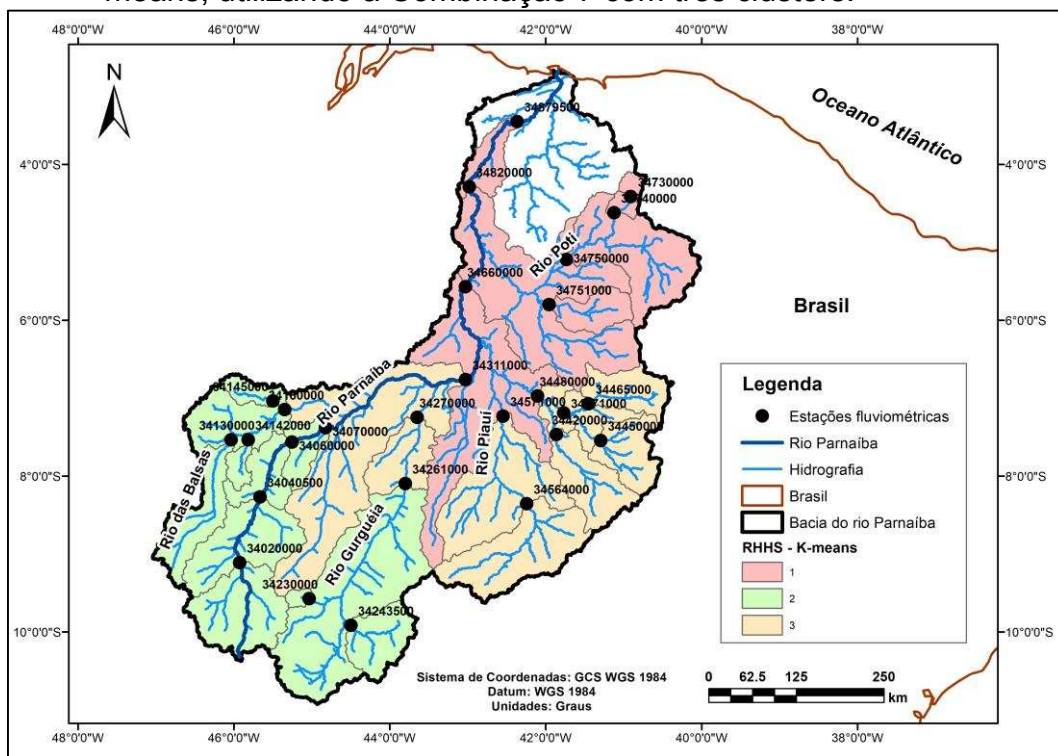 means, utilizando a Combinação 7 com três clusters.
48°0'0"W 46°0'0"W 44°0'0"W 42°0'0"W 40°0'0"W 38°0'0"W
N
Oceano Atlântico
34879500
4°0'0"S 4°0'0"S
34820000
34730000
Rio Poti
34750000
34660000
34751000
6°0'0"S 6°0'0"S
Brasil
34311000
34145000
Rio Parnaíba
34270000
34480000
34465000
34130000
34142000
34070000
34060000
34571000
34420000
34450000
Rio Piauí
34261000
8°0'0"S 8°0'0"S
Rio das Balsas
34040500
34564000
Rio Gurguéia
34020000
34230000
34243500
10°0'0"S 10°0'0"S
Legenda
Estações fluviométricas
Rio Parnaíba
Hidrografia
Brasil
Bacia do rio Parnaíba
RHHS - K-means
1
2
3
Sistema de Coordenadas: GCS WGS 1984
Datum: WGS 1984
Unidades: Graus
0 62.5 125 250
km
48°0'0"W 46°0'0"W 44°0'0"W 42°0'0"W 40°0'0"W 38°0'0"W